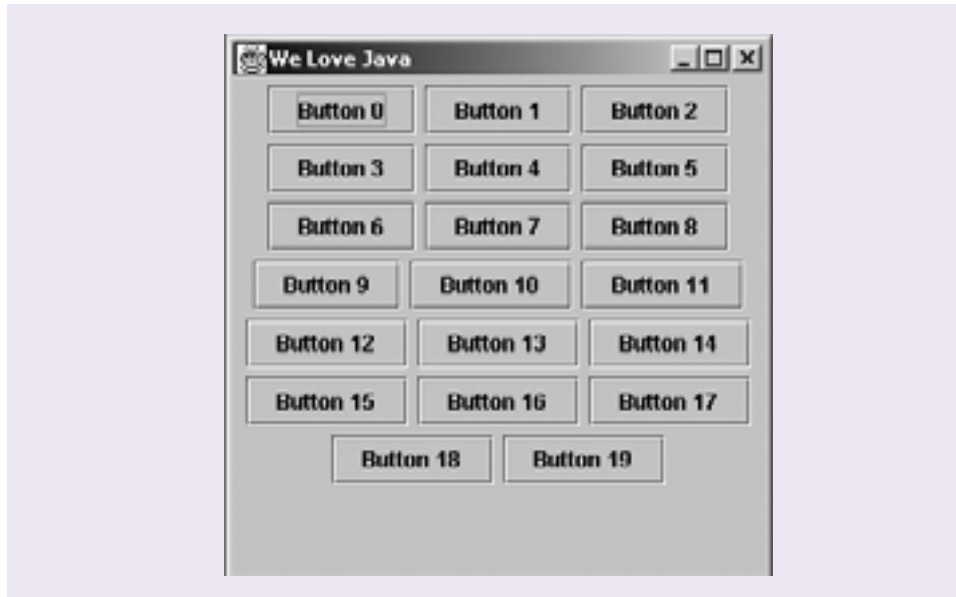 We Love Java
Button 0 Button 1 Button 2
Button 3 Button 4 Button 5
Button 6 Button 7 Button 8
Button 9 Button 10 Button 11
Button 12 Button 13 Button 14
Button 15 Button 16 Button 17
Button 18 Button 19